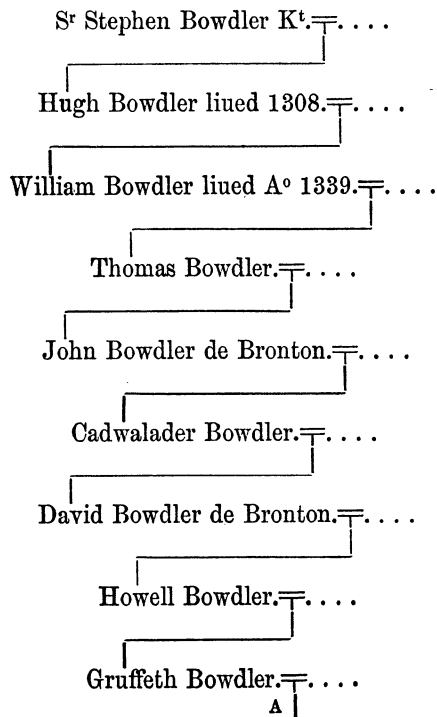 Sʳ Stephen Bowdler Kᵗ.=....
Hugh Bowdler liued 1308.=....
William Bowdler liued Aᵒ 1339.=....
Thomas Bowdler.=....
John Bowdler de Bronton.=....
Cadwalader Bowdler.=....
David Bowdler de Bronton.=....
Howell Bowdler.=....
Gruffeth Bowdler.=....
A